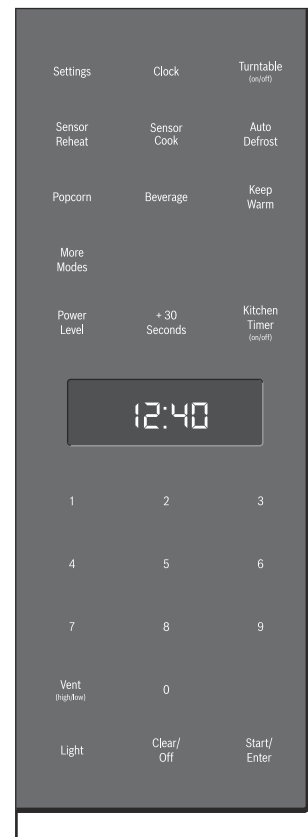 Settings Clock Turntable
(on/off)
Sensor Sensor Auto
Reheat Cook Defrost
Popcorn Beverage Keep
Warm
More
Modes
Power + 30 Kitchen
Level Seconds Timer
(on/off)
12:40
1 2 3
4 5 6
7 8 9
Vent 0
(high/low)
Light Clear/ Start/
Off Enter